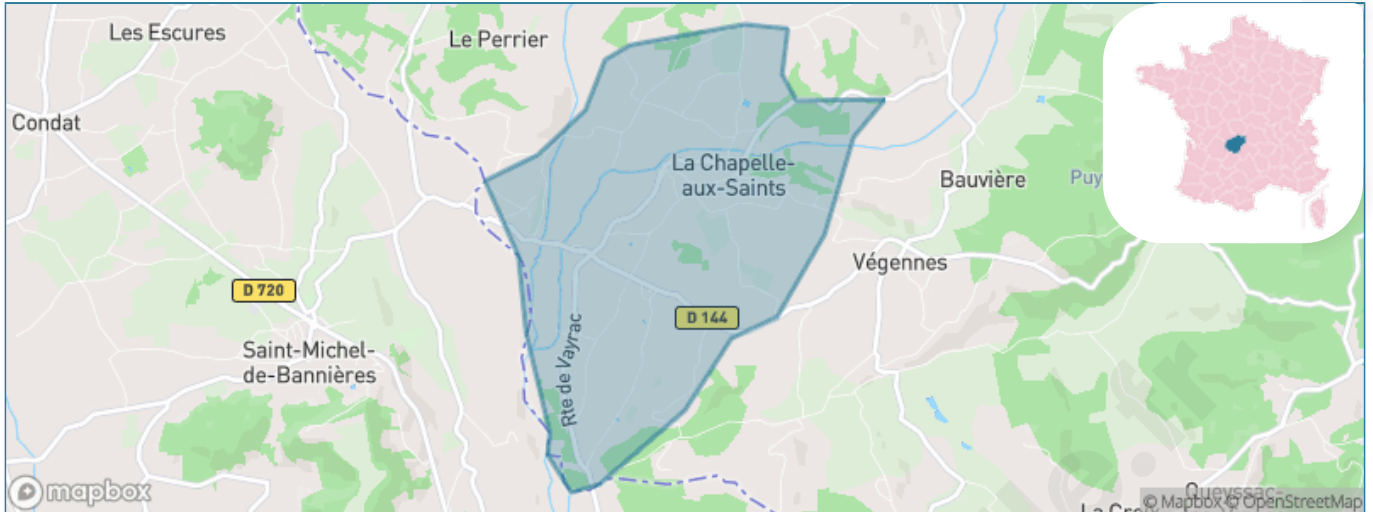 Les Escures
Le Perrier
Condat
La Chapelle-
aux-Saints
Bauvière
Puy
Végennes
D 720
D 144
Rte de Vayrac
Saint-Michel-
de-Bannières
mapbox
Queyssac-
© Mapbox © OpenStreetMap